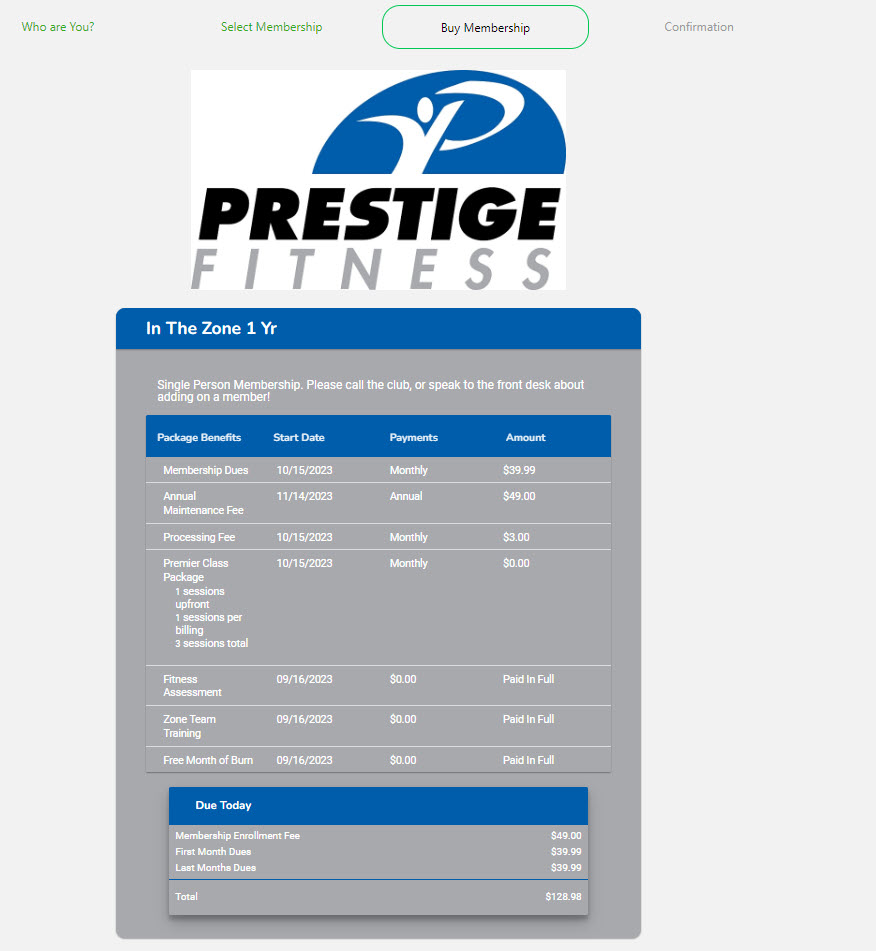 Who are You? Select Membership Buy Membership Confirmation
PRESTIGE
FITNESS
In The Zone 1 Yr
Single Person Membership. Please call the club, or speak to the front desk about
adding on a member!
Package Benefits Start Date Payments Amount
Membership Dues 10/15/2023 Monthly $39.99
Annual 11/14/2023 Annual $49.00
Maintenance Fee
Processing Fee 10/15/2023 Monthly $3.00
Premier Class 10/15/2023 Monthly $0.00
Package
1 sessions
upfront
1 sessions per
billing
3 sessions total
Fitness 09/16/2023 $0.00 Paid In Full
Assessment
Zone Team 09/16/2023 $0.00 Paid In Full
Training
Free Month of Burn 09/16/2023 $0.00 Paid In Full
Due Today
Membership Enrollment Fee $49.00
First Month Dues $39.99
Last Months Dues $39.99
Total $128.98